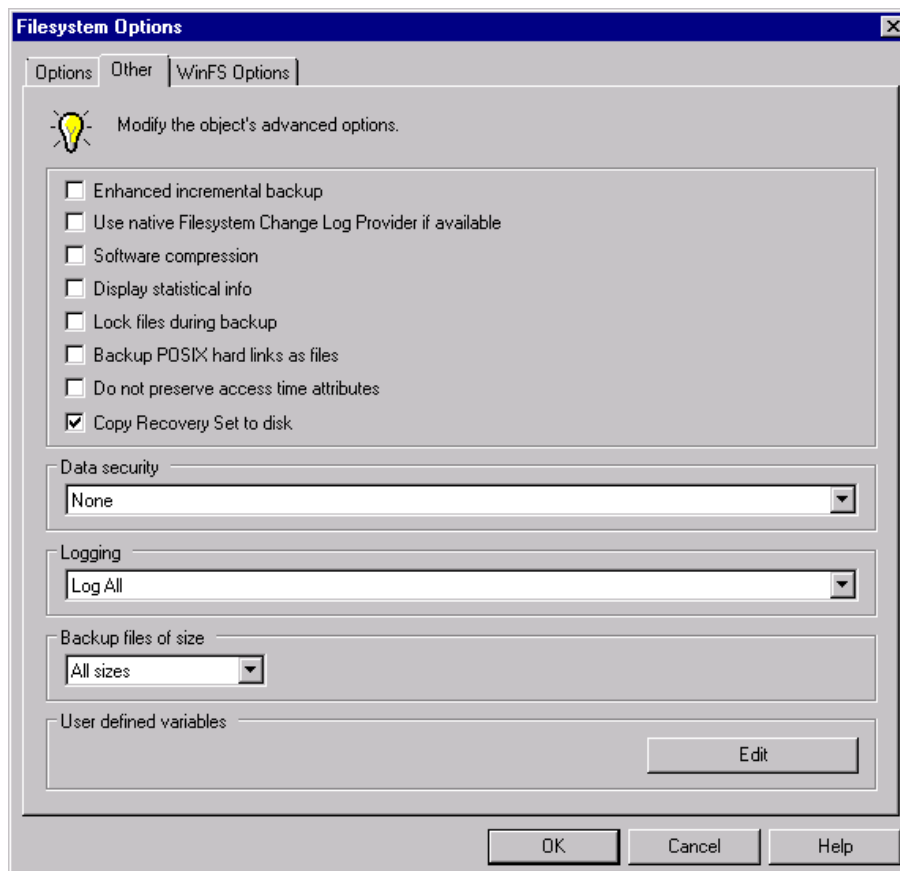 Filesystem Options
Options Other WinFS Options
Modify the object's advanced options.
Enhanced incremental backup
Use native Filesystem Change Log Provider if available
Software compression
Display statistical info
Lock files during backup
Backup POSIX hard links as files
Do not preserve access time attributes
Copy Recovery Set to disk
Data security
None
Logging
Log All
Backup files of size
All sizes
User defined variables
Edit
OK Cancel Help